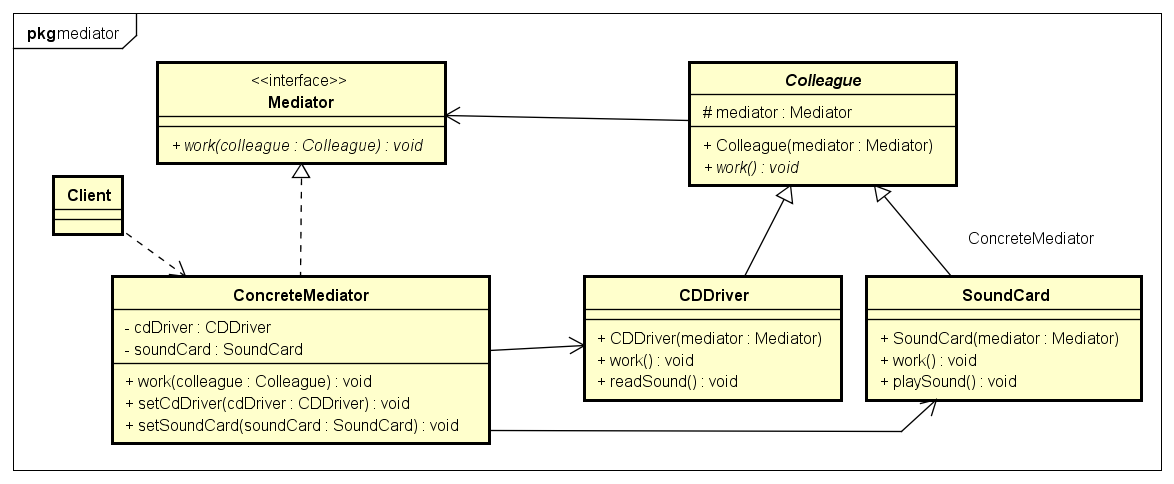 pkg mediator
<<interface>>
Mediator
+ work(colleague : Colleague) : void
Colleague
# mediator : Mediator
+ Colleague(mediator : Mediator)
+ work() : void
Client
ConcreteMediator
ConcreteMediator
- cdDriver : CDDriver
- soundCard : SoundCard
+ work(colleague : Colleague) : void
+ setCdDriver(cdDriver : CDDriver) : void
+ setSoundCard(soundCard : SoundCard) : void
CDDriver
+ CDDriver(mediator : Mediator)
+ work() : void
+ readSound() : void
SoundCard
+ SoundCard(mediator : Mediator)
+ work() : void
+ playSound() : void